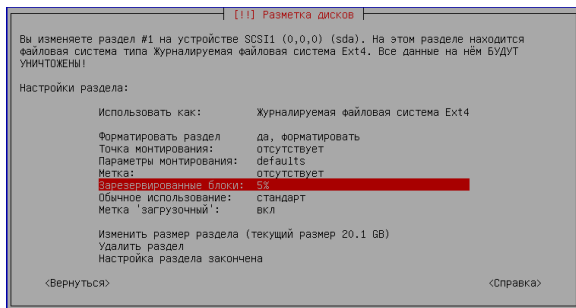 [!!] Разметка дисков
Вы изменяете раздел #1 на устройстве SCSI1 (0,0,0) (sda). На этом разделе находится
файловая система типа Журналируемая файловая система Ext4. Все данные на нём БУДУТ
УНИЧТОЖЕНЫ!
Настройки раздела:
Использовать как: Журналируемая файловая система Ext4
Форматировать раздел да, форматировать
Точка монтирования: отсутствует
Параметры монтирования: defaults
Метка: отсутствует
Зарезервированные блоки: 5%
Обычное использование: стандарт
Метка 'загрузочный': вкл
Изменить размер раздела (текущий размер 20.1 GB)
Удалить раздел
Настройка раздела закончена
<Вернуться> <Справка>